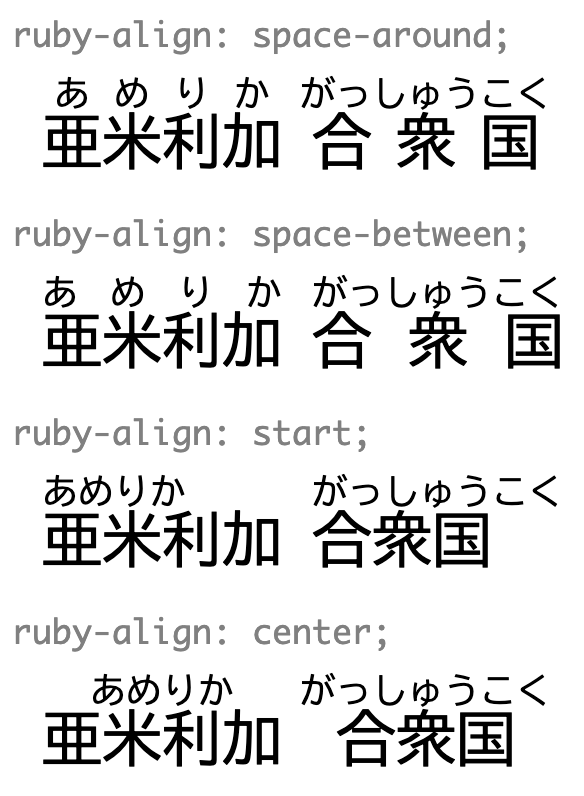 ruby-align: space-around;
あめりか がっしゅうこく
亜米利加 合衆国
ruby-align: space-between;
あめりか がっしゅうこく
亜米利加 合衆国
ruby-align: start;
あめりか がっしゅうこく
亜米利加 合衆国
ruby-align: center;
あめりか がっしゅうこく
亜米利加 合衆国